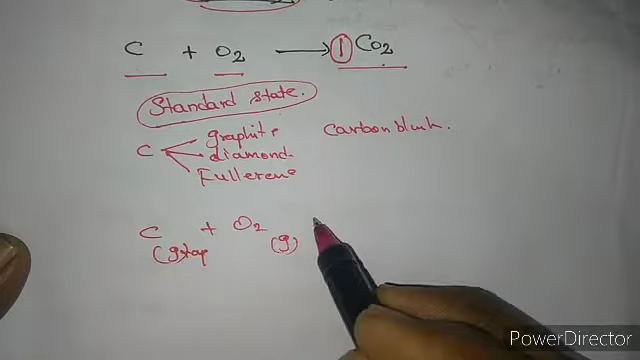 C + O2 → 1 CO2
Standard state.
C graphite carbon black.
diamond
Fullerene
C + O2
(grap (g)
PowerDirector